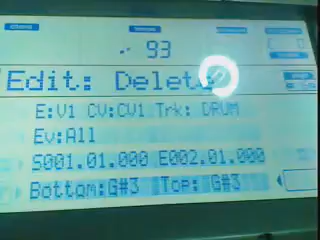 93
Edit: Delete
E:V1 CV:CV1 Trk: DRUM
Ev:All
S001.01.000 E002.01.000
Bottom:G#3 Top: G#3